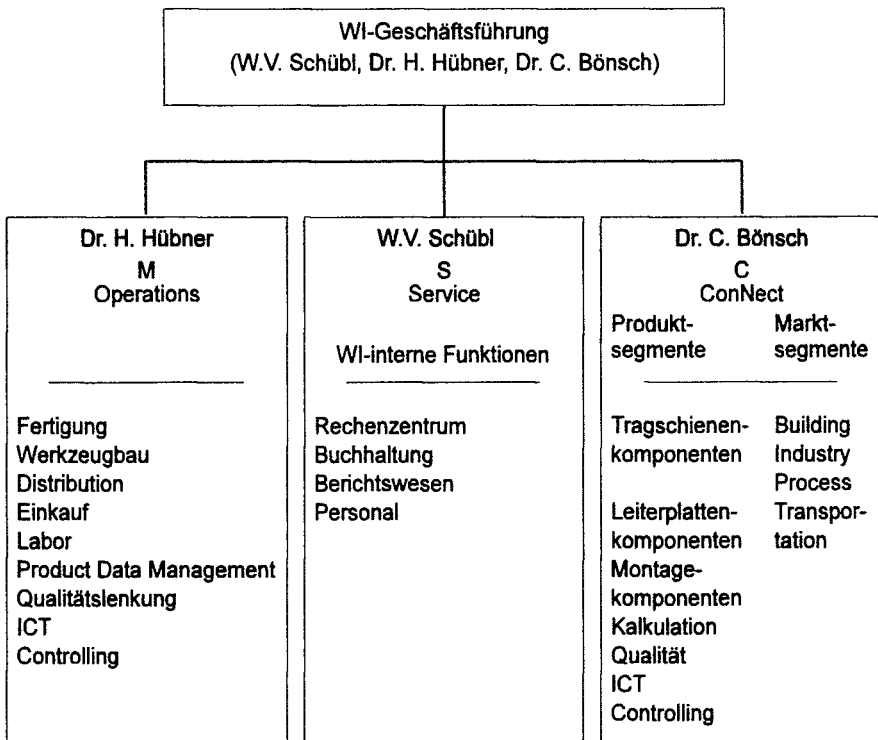 WI-Geschäftsführung
(W.V. Schübl, Dr. H. Hübner, Dr. C. Bönsch)
Dr. H. Hübner
M
Operations
Fertigung
Werkzeugbau
Distribution
Einkauf
Labor
Product Data Management
Qualitätslenkung
ICT
Controlling
W.V. Schübl
S
Service
WI-interne Funktionen
Rechenzentrum
Buchhaltung
Berichtswesen
Personal
Dr. C. Bönsch
C
ConNect
Produkt-
segmente
Tragschienen-
komponenten
Leiterplatten-
komponenten
Montage-
komponenten
Kalkulation
Qualität
ICT
Controlling
Markt-
segmente
Building
Industry
Process
Transpor-
tation